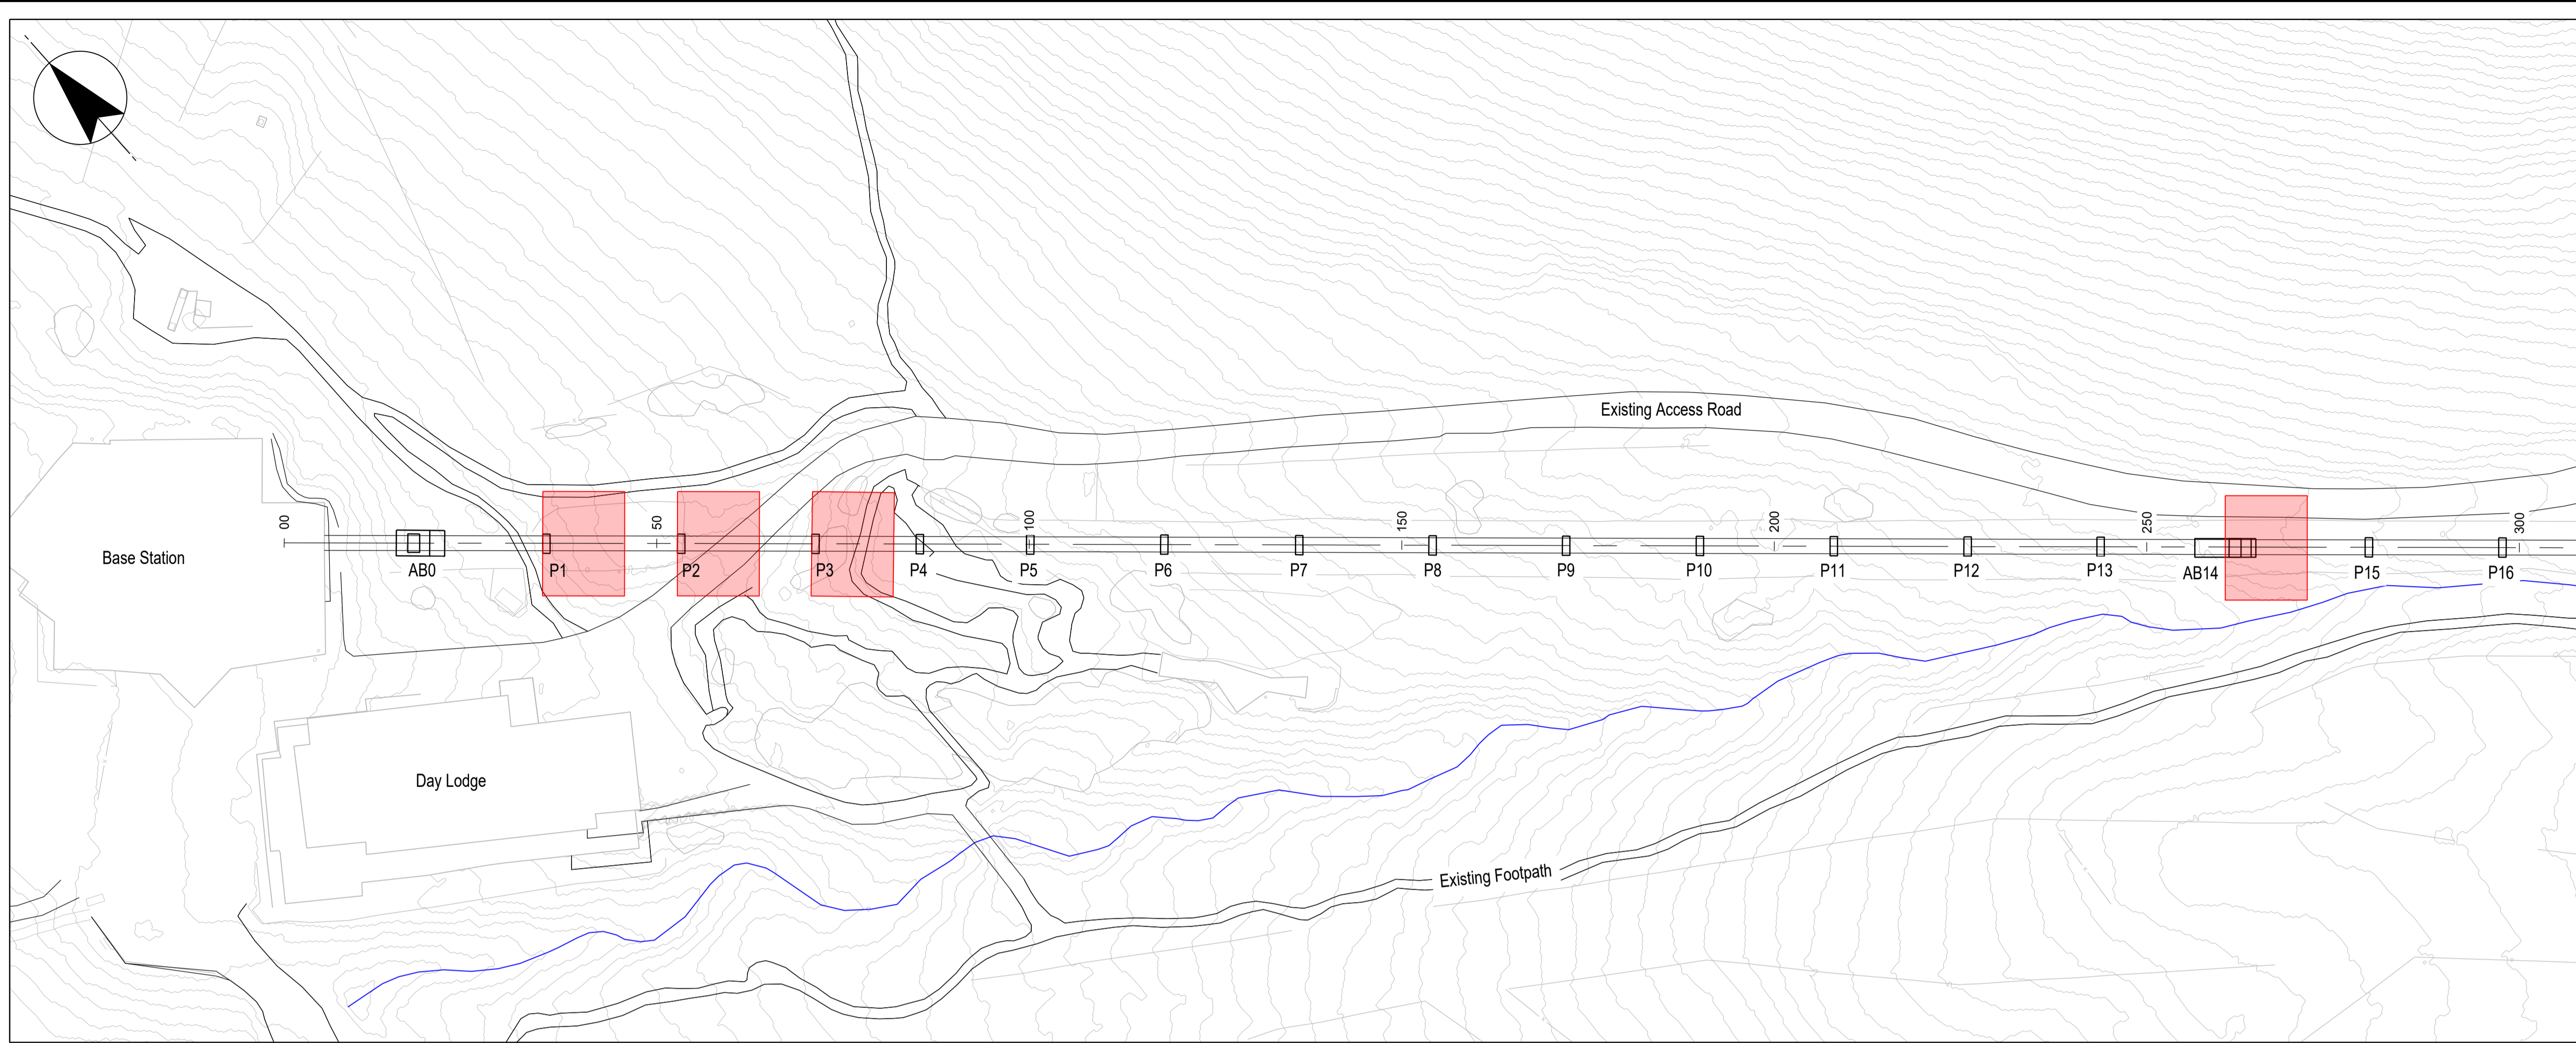 Existing Access Road
00
50
100
150
200
250
300
Base Station
AB0
P1
P2
P3
P4
P5
P6
P7
P8
P9
P10
P11
P12
P13
AB14
P15
P16
Day Lodge
Existing Footpath